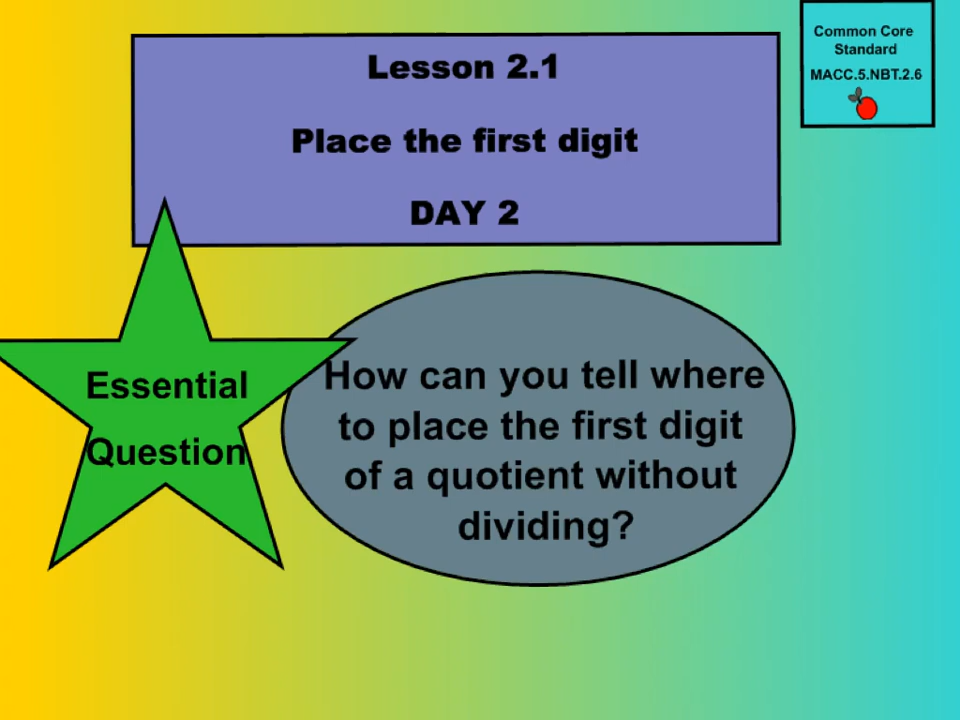 Common Core
Standard
MACC.5.NBT.2.6
Lesson 2.1
Place the first digit
DAY 2
Essential
Question
How can you tell where
to place the first digit
of a quotient without
dividing?